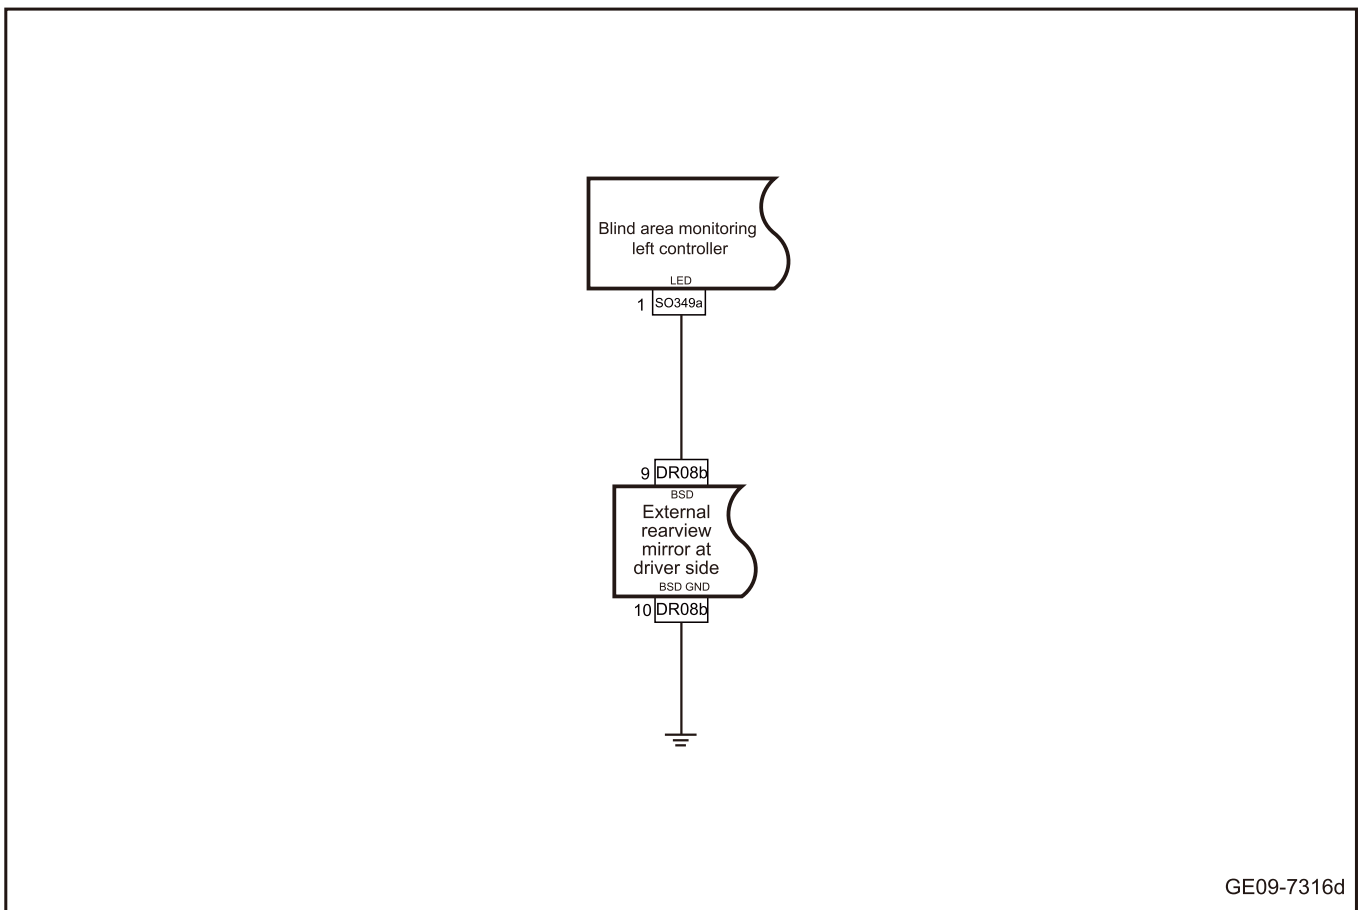 Blind area monitoring
left controller
LED
1 SO349a
9 DR08b
BSD
External
rearview
mirror at
driver side
BSD GND
10 DR08b
GE09-7316d